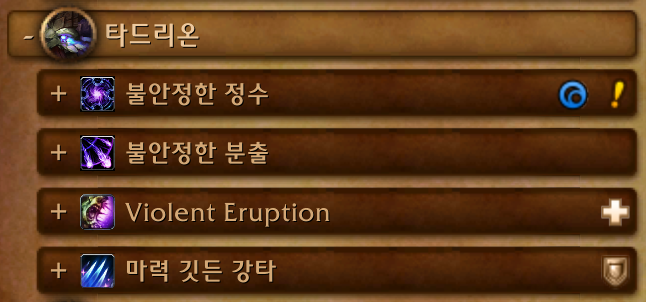 - 타드리온
+ 불안정한 정수
+ 불안정한 분출
+ Violent Eruption
+ 마력 깃든 강타